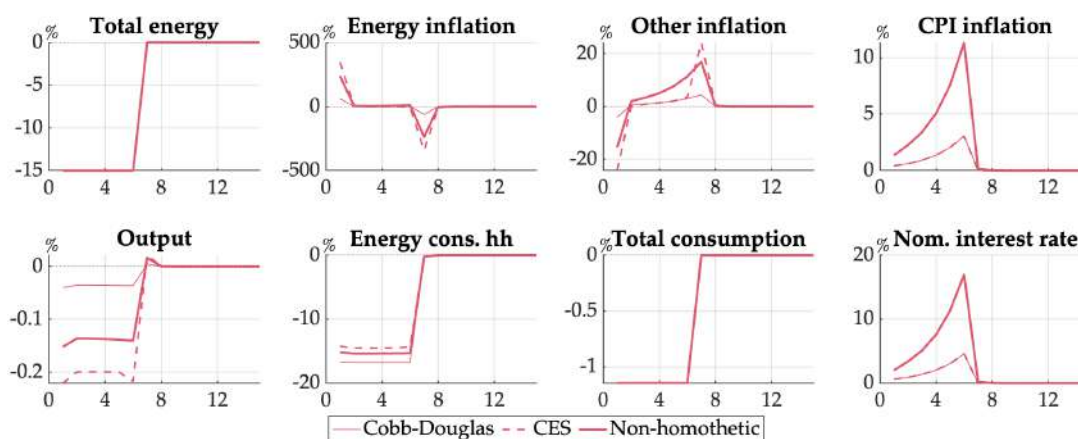 Total energy
Energy inflation
Other inflation
CPI inflation
%
%
%
%
0
-5
-10
-15
500
0
-500
20
0
-20
10
5
0
0 4 8 12
0 4 8 12
0 4 8 12
0 4 8 12
Output
Energy cons. hh
Total consumption
Nom. interest rate
%
%
%
%
0
-0.1
-0.2
0
-10
-20
0
-0.5
-1
20
10
0
0 4 8 12
0 4 8 12
0 4 8 12
0 4 8 12
Cobb-Douglas CES Non-homothetic